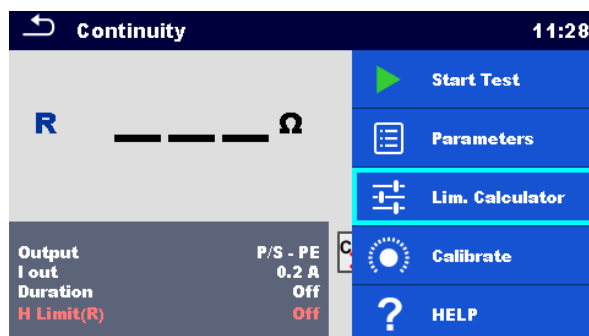 Continuity 11:28
Start Test
R ___ Ω
Parameters
Lim. Calculator
Output P/S - PE
C
Calibrate
I out 0.2 A
Duration Off
H Limit(R) Off
? HELP